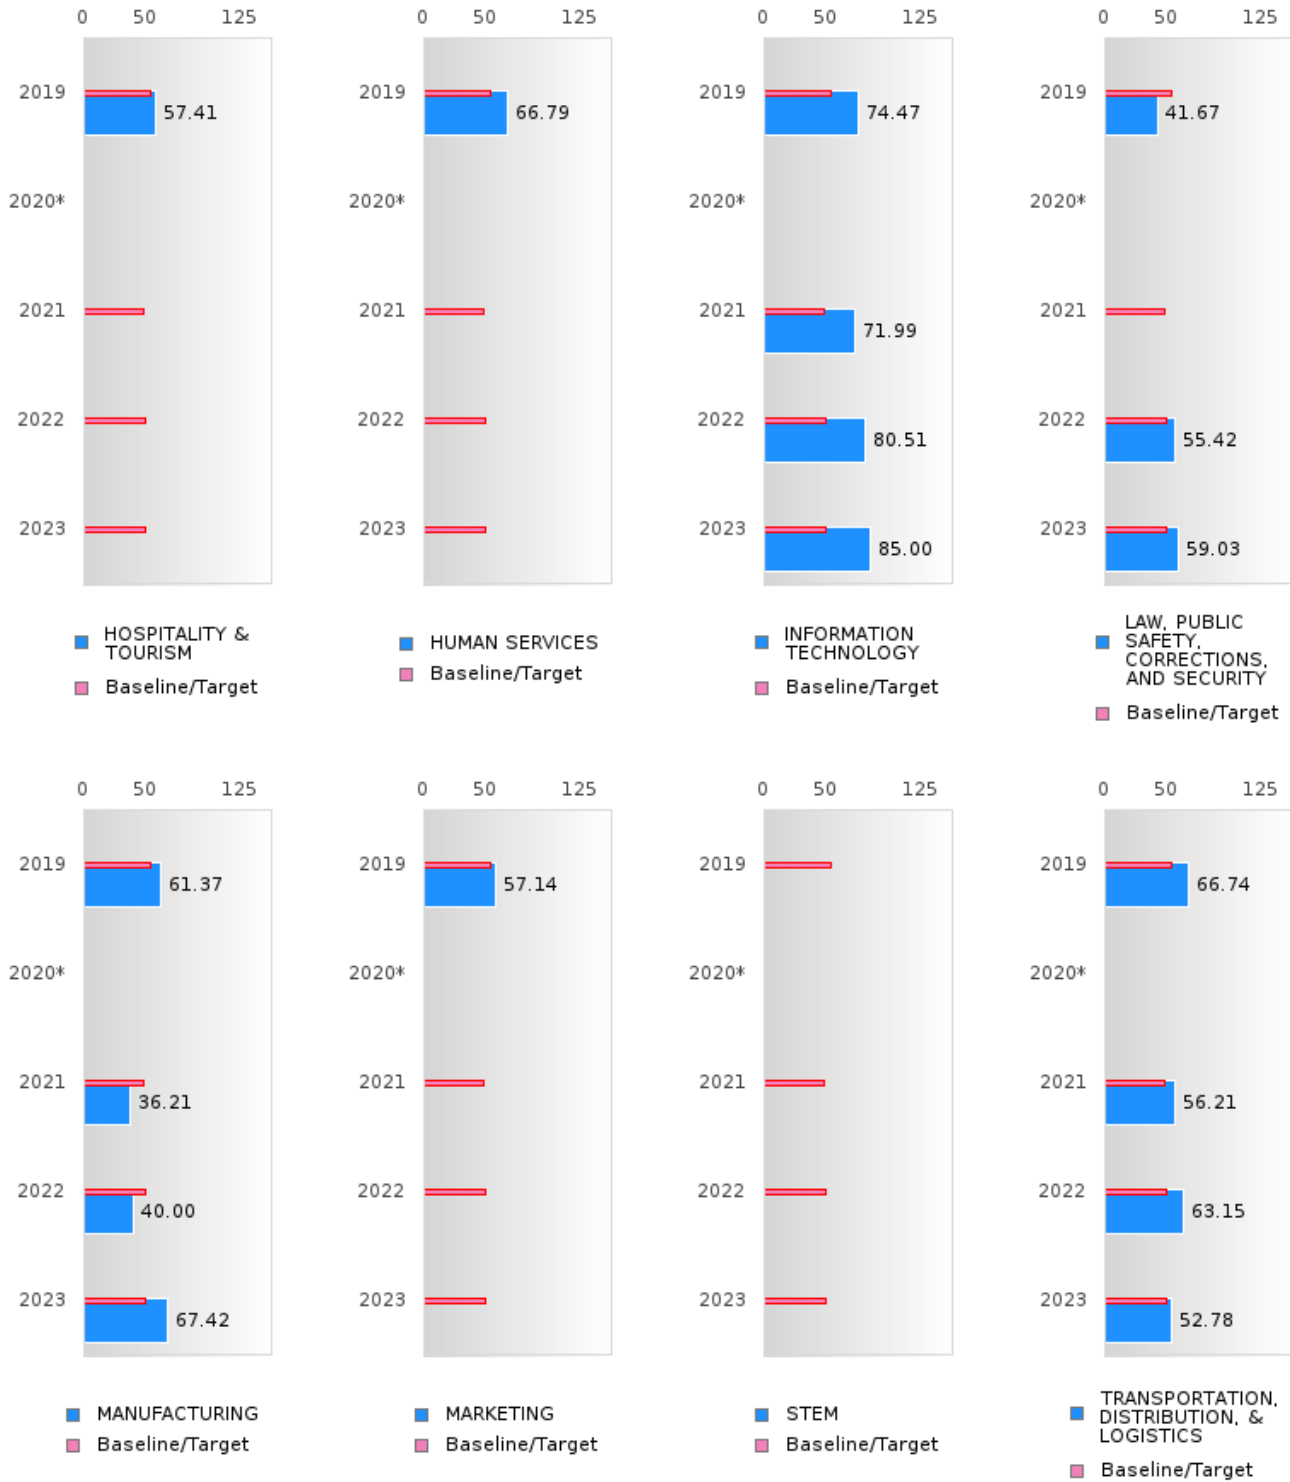 0 50 125 0 50 125 0 50 125 0 50 125
2019 57.41 2019 66.79 2019 74.47 2019 41.67
2020* 2020* 2020* 2020*
2021 2021 2021 71.99 2021
2022 2022 2022 80.51 2022 55.42
2023 2023 2023 85.00 2023 59.03
HOSPITALITY &
TOURISM
Baseline/Target
HUMAN SERVICES
Baseline/Target
INFORMATION
TECHNOLOGY
Baseline/Target
LAW, PUBLIC
SAFETY,
CORRECTIONS,
AND SECURITY
Baseline/Target
0 50 125 0 50 125 0 50 125 0 50 125
2019 61.37 2019 57.14 2019 2019 66.74
2020* 2020* 2020* 2020*
2021 36.21 2021 2021 2021 56.21
2022 40.00 2022 2022 2022 63.15
2023 67.42 2023 2023 2023 52.78
MANUFACTURING
Baseline/Target
MARKETING
Baseline/Target
STEM
Baseline/Target
TRANSPORTATION,
DISTRIBUTION, &
LOGISTICS
Baseline/Target